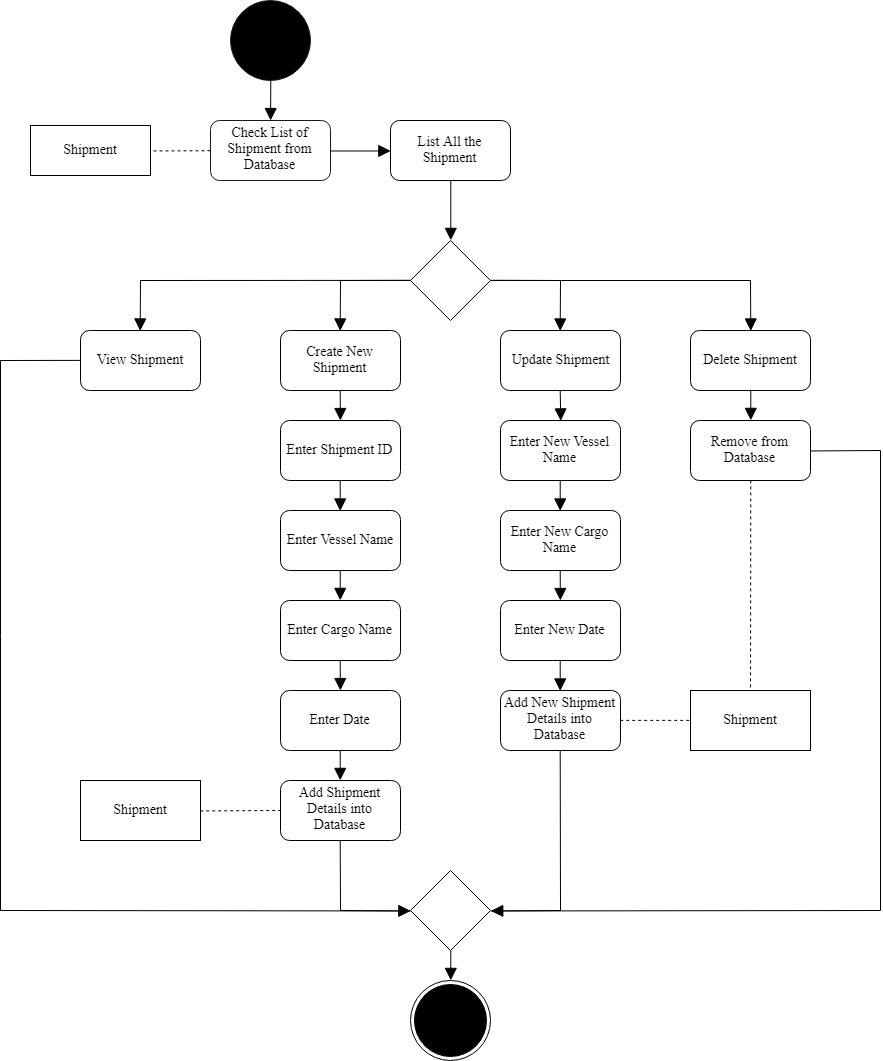 Shipment
Check List of
Shipment from
Database
List All the
Shipment
View Shipment
Create New
Shipment
Update Shipment
Delete Shipment
Enter Shipment ID
Enter New Vessel
Name
Remove from
Database
Enter Vessel Name
Enter New Cargo
Name
Enter Cargo Name
Enter New Date
Enter Date
Add New Shipment
Details into
Database
Shipment
Shipment
Add Shipment
Details into
Database